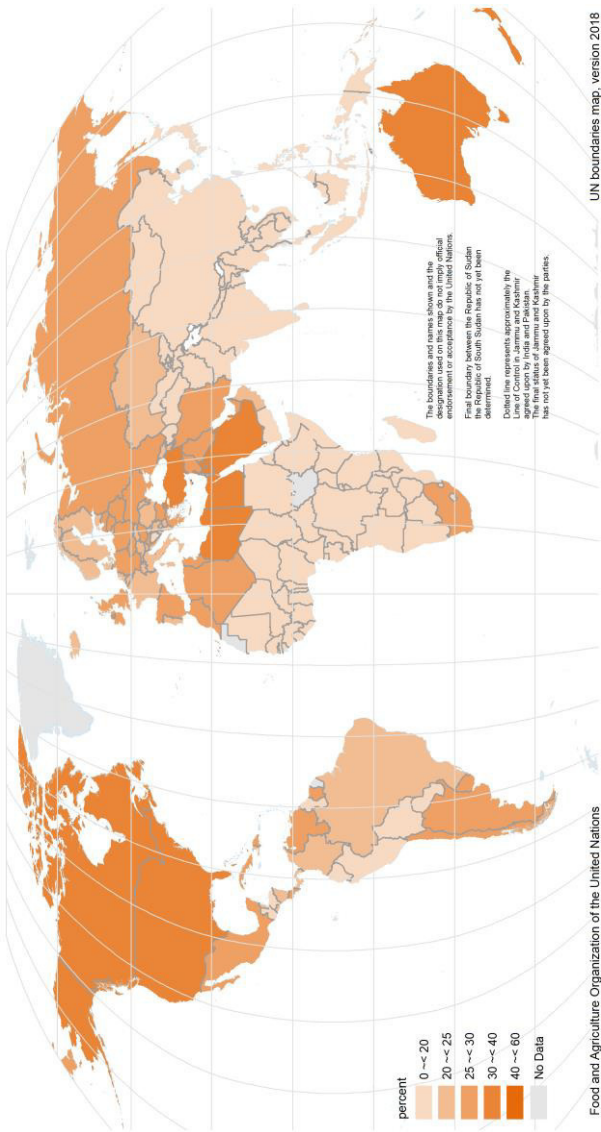 The boundaries and names shown and the
designation used on this map do not imply official
endorsement or acceptance by the United Nations.
Final boundary between the Republic of Sudan
the Republic of South Sudan has not yet been
determined.
Dotted line represents approximately the
Line of Control in Jammu and Kashmir
agreed upon by India and Pakistan.
The final status of Jammu and Kashmir
has not yet been agreed upon by the parties.
percent
0 ~< 20
20 ~< 25
25 ~< 30
30 ~< 40
40 ~< 60
No Data
Food and Agriculture Organization of the United Nations
UN boundaries map, version 2018